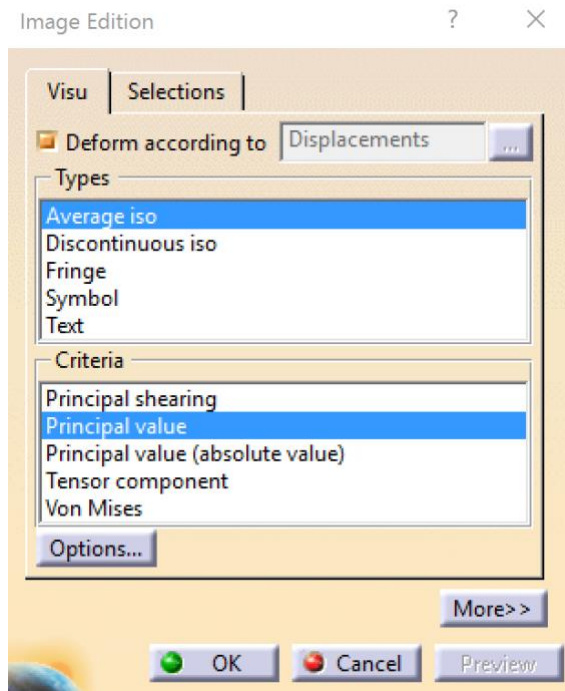 Image Edition ? ×
Visu Selections
Deform according to Displacements ...
Types
Average iso
Discontinuous iso
Fringe
Symbol
Text
Criteria
Principal shearing
Principal value
Principal value (absolute value)
Tensor component
Von Mises
Options...
More>>
OK Cancel Preview